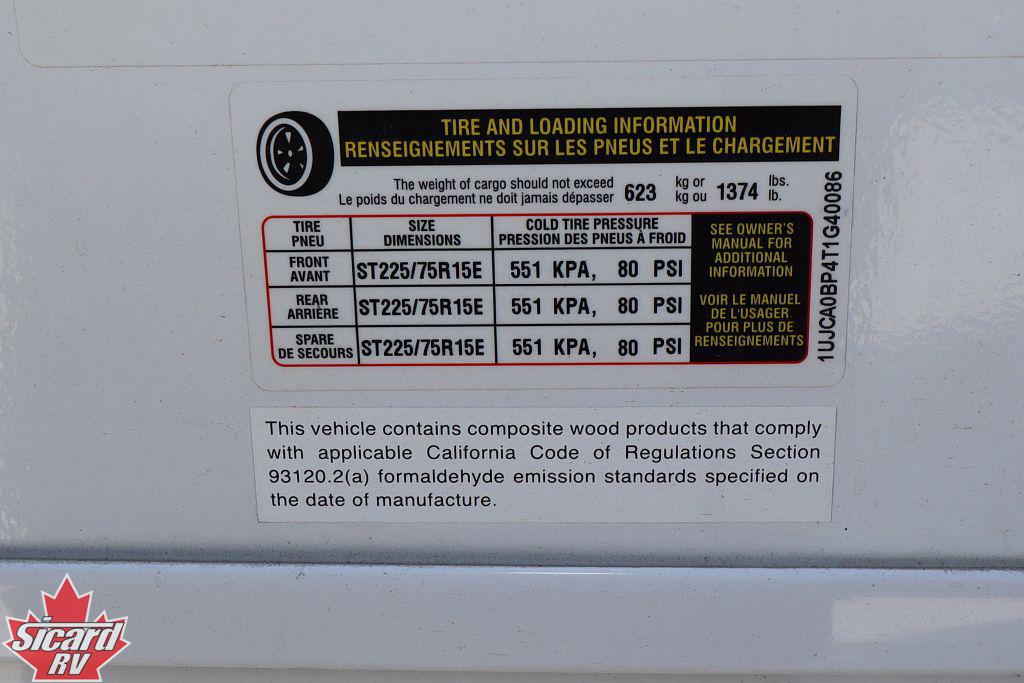 TIRE AND LOADING INFORMATION
RENSEIGNEMENTS SUR LES PNEUS ET LE CHARGEMENT
The weight of cargo should not exceed 623 kg or 1374 lbs.
Le poids du chargement ne doit jamais dépasser kg ou lb.
TIRE SIZE COLD TIRE PRESSURE
PNEU DIMENSIONS PRESSION DES PNEUS À FROID
FRONT
AVANT ST225/75R15E 551 KPA, 80 PSI
REAR
ARRIÈRE ST225/75R15E 551 KPA, 80 PSI
SPARE
DE SECOURS ST225/75R15E 551 KPA, 80 PSI
SEE OWNER'S
MANUAL FOR
ADDITIONAL
INFORMATION
VOIR LE MANUEL
DE L'USAGER
POUR PLUS DE
RENSEIGNEMENTS
1UJCA0BP4T1G40086
This vehicle contains composite wood products that comply
with applicable California Code of Regulations Section
93120.2(a) formaldehyde emission standards specified on
the date of manufacture.
Sicard
RV